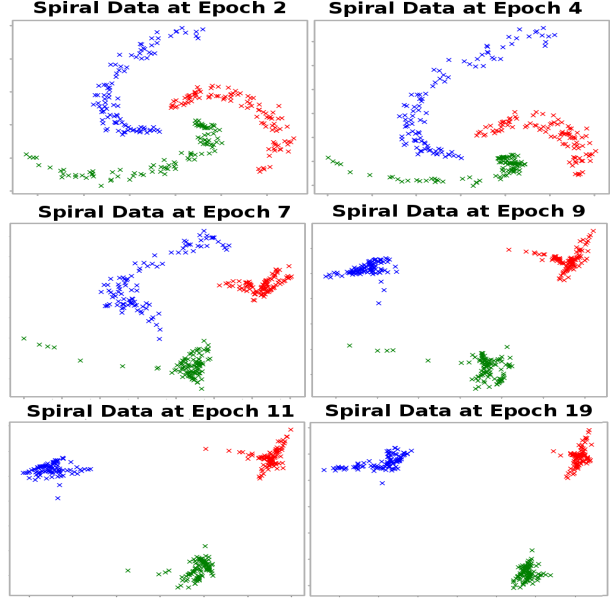 Spiral Data at Epoch 2
Spiral Data at Epoch 4
Spiral Data at Epoch 7
Spiral Data at Epoch 9
Spiral Data at Epoch 11
Spiral Data at Epoch 19